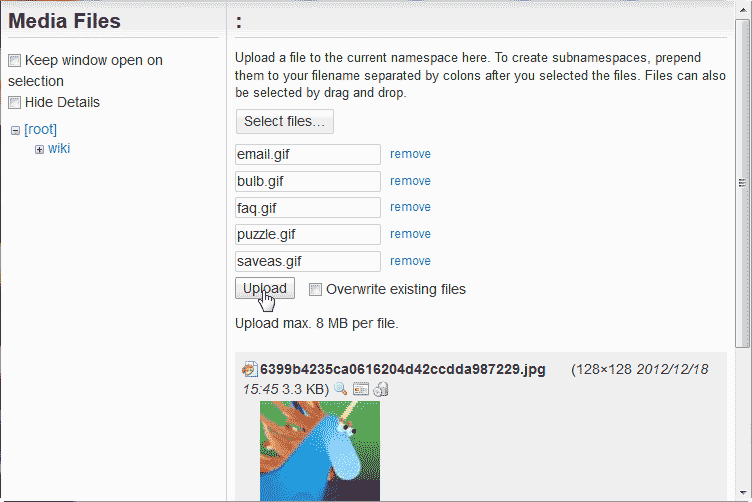 Media Files
Keep window open on
selection
Hide Details
[root]
wiki
:
Upload a file to the current namespace here. To create subnamespaces, prepend
them to your filename separated by colons after you selected the files. Files can also
be selected by drag and drop.
Select files...
email.gif remove
bulb.gif remove
faq.gif remove
puzzle.gif remove
saveas.gif remove
Upload Overwrite existing files
Upload max. 8 MB per file.
6399b4235ca0616204d42ccdda987229.jpg (128×128 2012/12/18
15:45 3.3 KB)